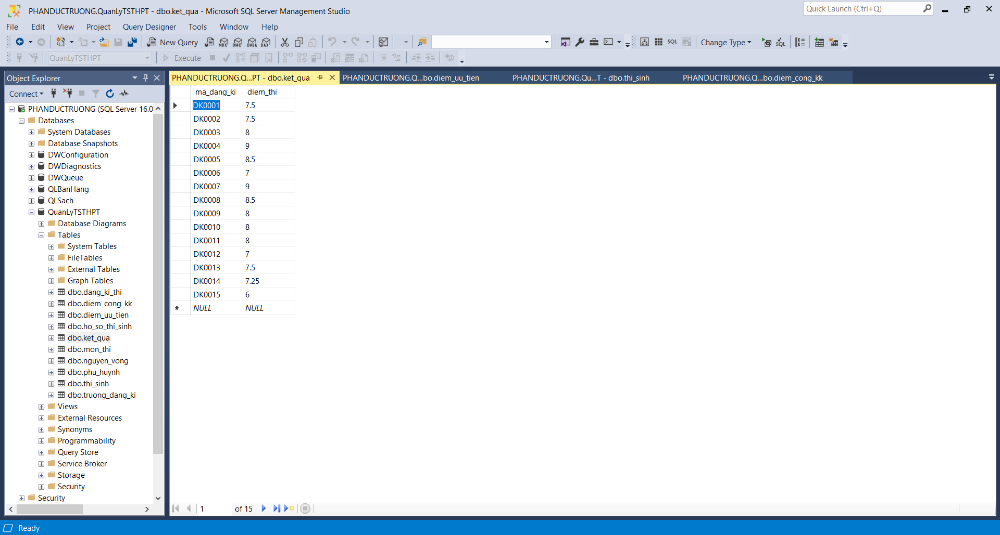 PHANDUCTRUONG.QuanLyTSTHPT - dbo.ket_qua - Microsoft SQL Server Management Studio
Quick Launch (Ctrl+Q)
File Edit View Project Query Designer Tools Window Help
New Query MDX DMX XMLA DAX SQL Change Type SQL
QuanLyTSTHPT Execute
Object Explorer
Connect
PHANDUCTRUONG (SQL Server 16.0
Databases
System Databases
Database Snapshots
DWConfiguration
DWDiagnostics
DWQueue
QLBanHang
QLSach
QuanLyTSTHPT
Database Diagrams
Tables
System Tables
FileTables
External Tables
Graph Tables
dbo.dang_ki_thi
dbo.diem_cong_kk
dbo.diem_uu_tien
dbo.ho_so_thi_sinh
dbo.ket_qua
dbo.mon_thi
dbo.nguyen_vong
dbo.phu_huynh
dbo.thi_sinh
dbo.truong_dang_ki
Views
External Resources
Synonyms
Programmability
Query Store
Service Broker
Storage
Security
Security
PHANDUCTRUONG.Q...PT - dbo.ket_qua PHANDUCTRUONG.Q...bo.diem_uu_tien PHANDUCTRUONG.Qu...T - dbo.thi_sinh PHANDUCTRUONG.Q...bo.diem_cong_kk
ma_dang_ki diem_thi
DK0001 7.5
DK0002 7.5
DK0003 8
DK0004 9
DK0005 8.5
DK0006 7
DK0007 9
DK0008 8.5
DK0009 8
DK0010 8
DK0011 8
DK0012 7
DK0013 7.5
DK0014 7.25
DK0015 6
NULL NULL
1 of 15
Ready